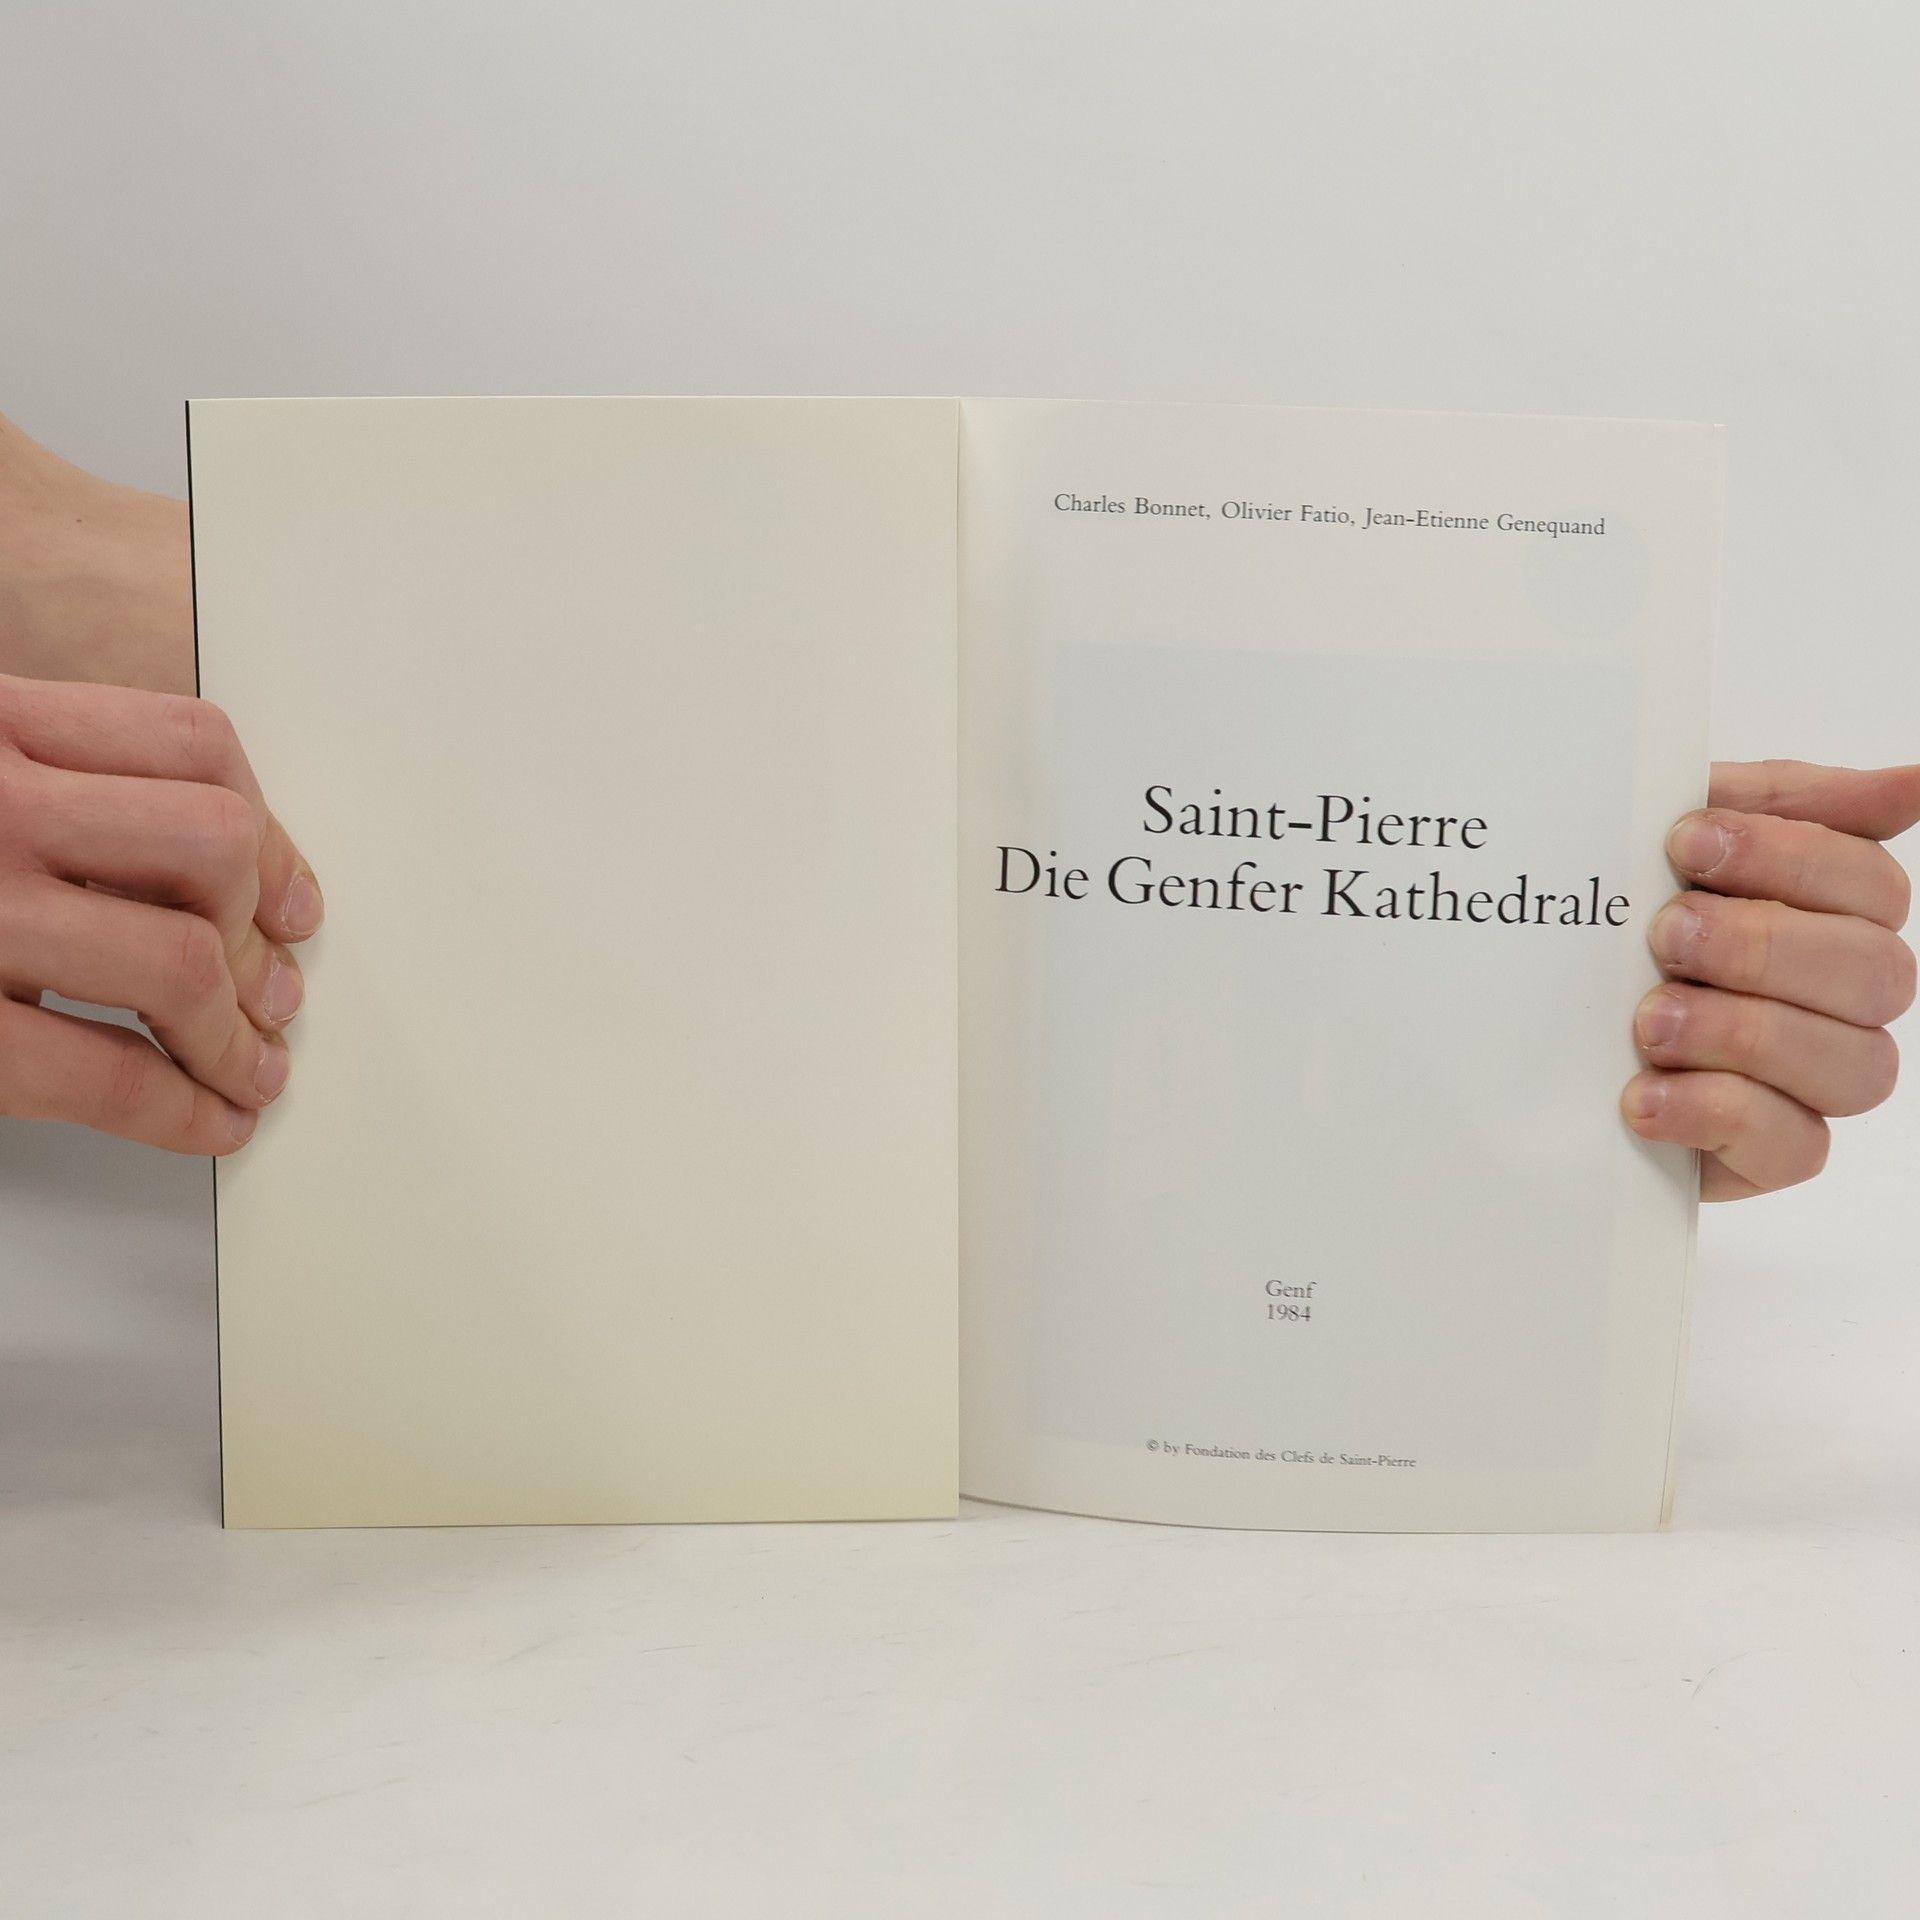 Charles Bonnet, Olivier Fatio, Jean-Etienne Genequand
Saint-Pierre
Die Genfer Kathedrale
Genf
1984
© by Fondation des Clefs de Saint-Pierre